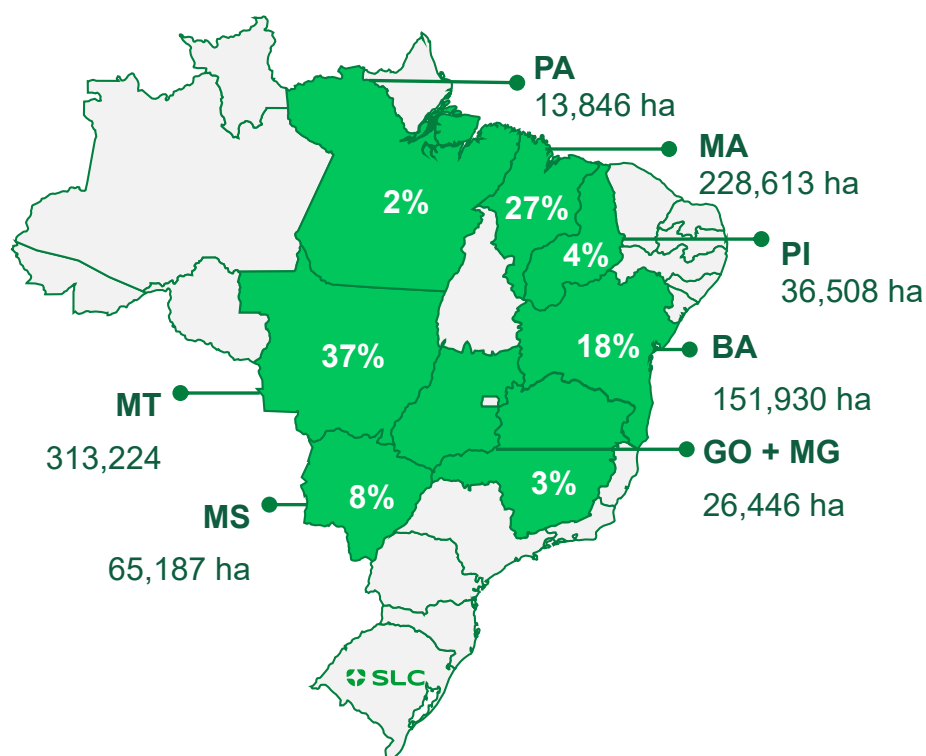 PA
13,846 ha
MA
228,613 ha
2%
27%
4%
PI
36,508 ha
37%
18%
BA
151,930 ha
MT
313,224
GO + MG
26,446 ha
3%
8%
MS
65,187 ha
SLC